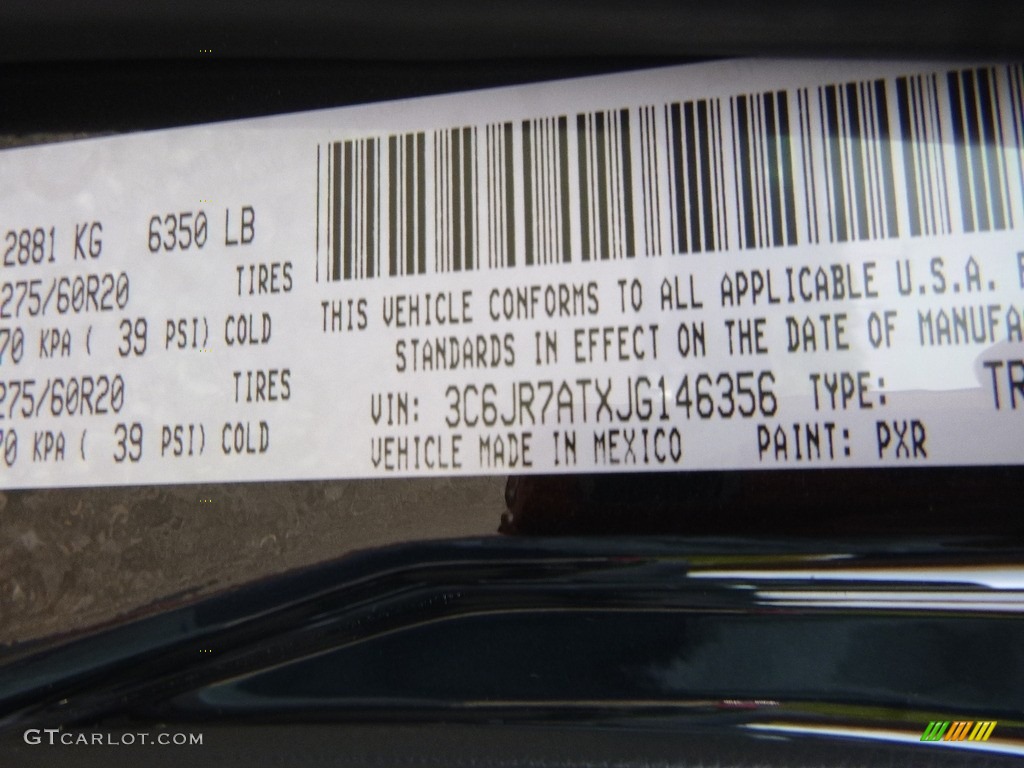 2881 KG 6350 LB
275/60R20 TIRES
70 KPA ( 39 PSI) COLD
275/60R20 TIRES
70 KPA ( 39 PSI) COLD
THIS VEHICLE CONFORMS TO ALL APPLICABLE U.S.A.
STANDARDS IN EFFECT ON THE DATE OF MANUFA
VIN: 3C6JR7ATXJG146356 TYPE: TR
VEHICLE MADE IN MEXICO PAINT: PXR
GTCARLOT.COM